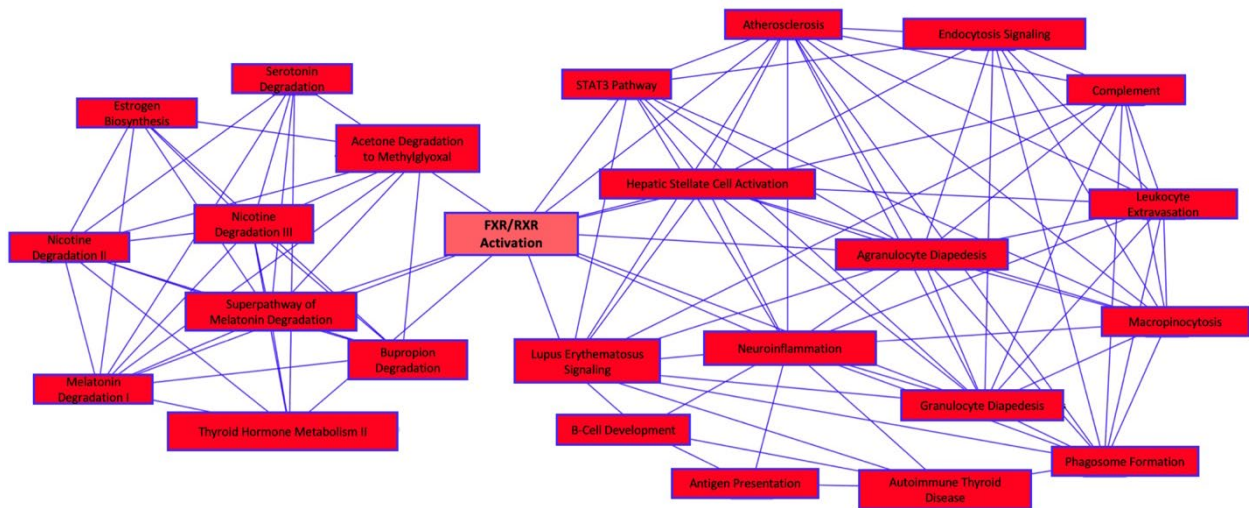 Atherosclerosis
Endocytosis Signaling
Serotonin
Degradation
STAT3 Pathway
Complement
Estrogen
Biosynthesis
Acetone Degradation
to Methylglyoxal
Hepatic Stellate Cell Activation
Leukocyte
Extravasation
Nicotine
Degradation III
FXR/RXR
Activation
Nicotine
Degradation II
Agranulocyte Diapedesis
Superpathway of
Melatonin Degradation
Macropinocytosis
Bupropion
Degradation
Lupus Erythematosus
Signaling
Neuroinflammation
Melatonin
Degradation I
Granulocyte Diapedesis
Thyroid Hormone Metabolism II
B-Cell Development
Phagosome Formation
Antigen Presentation
Autoimmune Thyroid
Disease